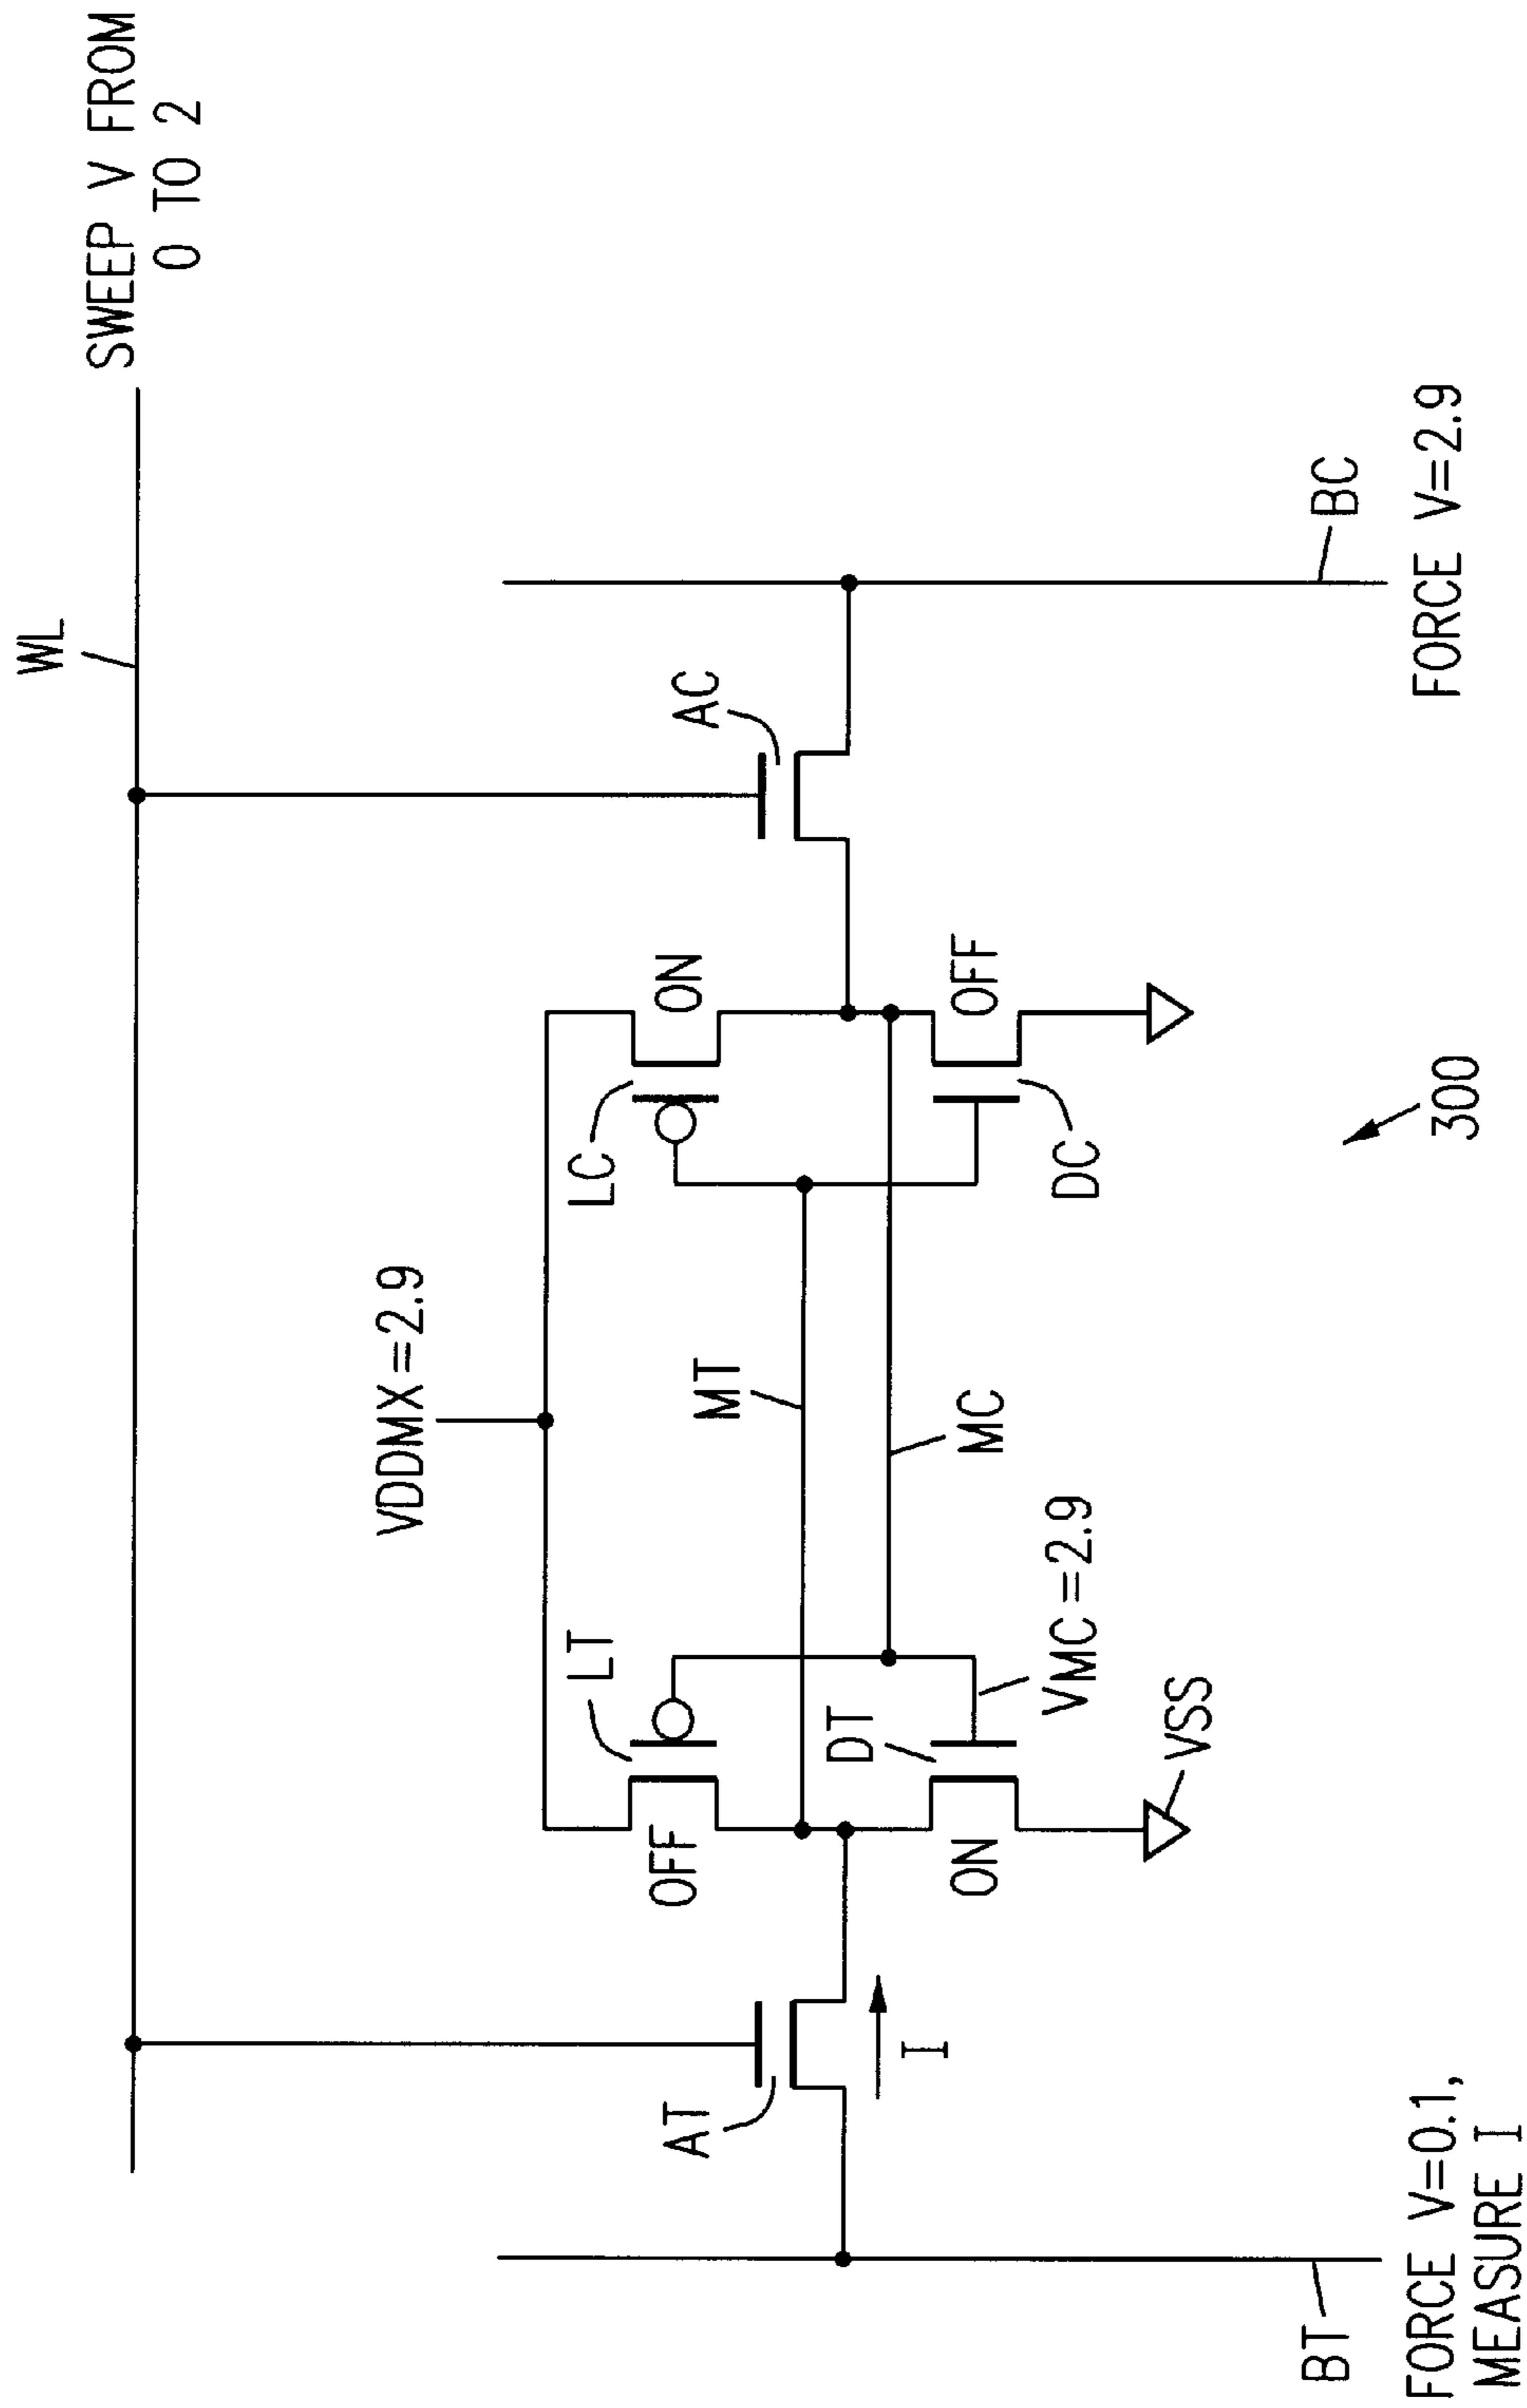 WL
SWEEP V FROM
0 TO 2
VDDMX=2.9
LT
OFF
MT
LC
ON
AC
AT
I
DT
ON
VMC=2.9
MC
OFF
DC
VSS
BT
FORCE V=0.1,
MEASURE I
BC
FORCE V=2.9
300